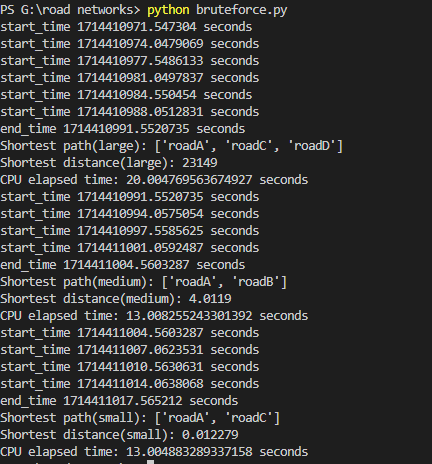 PS G:\road networks> python bruteforce.py
start_time 1714410971.547304 seconds
start_time 1714410974.0479069 seconds
start_time 1714410977.5486133 seconds
start_time 1714410981.0497837 seconds
start_time 1714410984.550454 seconds
start_time 1714410988.0512831 seconds
end_time 1714410991.5520735 seconds
Shortest path(large): ['roadA', 'roadC', 'roadD']
Shortest distance(large): 23149
CPU elapsed time: 20.004769563674927 seconds
start_time 1714410991.5520735 seconds
start_time 1714410994.0575054 seconds
start_time 1714410997.5585625 seconds
start_time 1714411001.0592487 seconds
end_time 1714411004.5603287 seconds
Shortest path(medium): ['roadA', 'roadB']
Shortest distance(medium): 4.0119
CPU elapsed time: 13.008255243301392 seconds
start_time 1714411004.5603287 seconds
start_time 1714411007.0623531 seconds
start_time 1714411010.5630631 seconds
start_time 1714411014.0638068 seconds
end_time 1714411017.565212 seconds
Shortest path(small): ['roadA', 'roadC']
Shortest distance(small): 0.012279
CPU elapsed time: 13.004883289337158 seconds